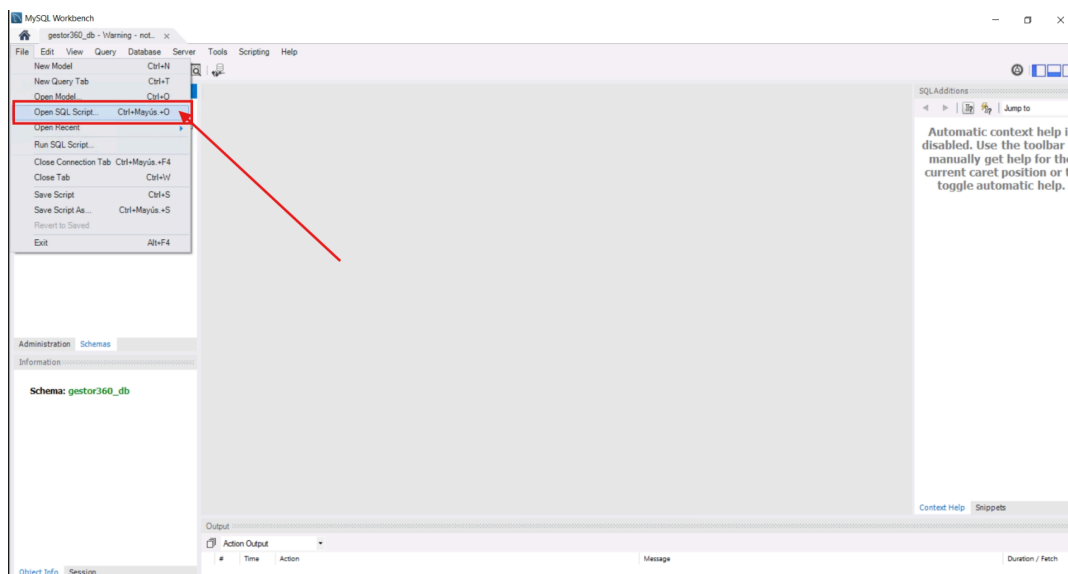 MySQL Workbench
gestor360_db - Warning - not... ×
File Edit View Query Database Server Tools Scripting Help
New Model Ctrl+N
New Query Tab Ctrl+T
Open Model... Ctrl+O
Open SQL Script... Ctrl+Mayús.+O
Open Recent
Run SQL Script...
Close Connection Tab Ctrl+Mayús.+F4
Close Tab Ctrl+W
Save Script Ctrl+S
Save Script As... Ctrl+Mayús.+S
Revert to Saved
Exit Alt+F4
Administration Schemas
Information
Schema: gestor360_db
Object Info Session
SQLAdditions
Jump to
Automatic context help i
disabled. Use the toolbar
manually get help for the
current caret position or t
toggle automatic help.
Context Help Snippets
Output
Action Output
# Time Action Message Duration / Fetch